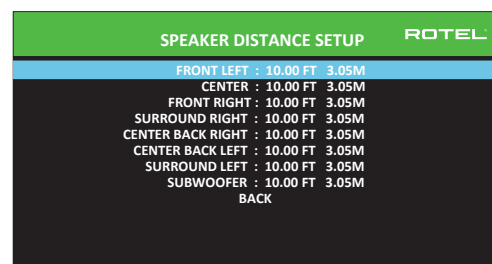 SPEAKER DISTANCE SETUP ROTEL
FRONT LEFT : 10.00 FT 3.05M
CENTER : 10.00 FT 3.05M
FRONT RIGHT : 10.00 FT 3.05M
SURROUND RIGHT : 10.00 FT 3.05M
CENTER BACK RIGHT : 10.00 FT 3.05M
CENTER BACK LEFT : 10.00 FT 3.05M
SURROUND LEFT : 10.00 FT 3.05M
SUBWOOFER : 10.00 FT 3.05M
BACK